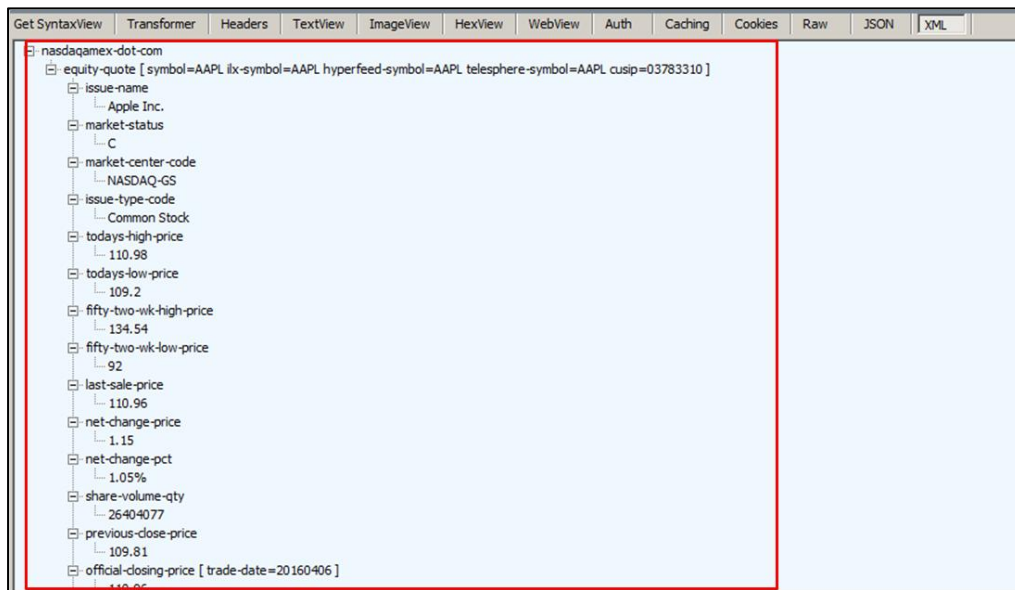 Get SyntaxView Transformer Headers TextView ImageView HexView WebView Auth Caching Cookies Raw JSON XML
nasdaqamex-dot-com
equity-quote [ symbol=AAPL ilx-symbol=AAPL hyperfeed-symbol=AAPL telesphere-symbol=AAPL cusip=03783310 ]
issue-name
Apple Inc.
market-status
C
market-center-code
NASDAQ-GS
issue-type-code
Common Stock
todays-high-price
110.98
todays-low-price
109.2
fifty-two-wk-high-price
134.54
fifty-two-wk-low-price
92
last-sale-price
110.96
net-change-price
1.15
net-change-pct
1.05%
share-volume-qty
26404077
previous-close-price
109.81
official-closing-price [ trade-date=20160406 ]